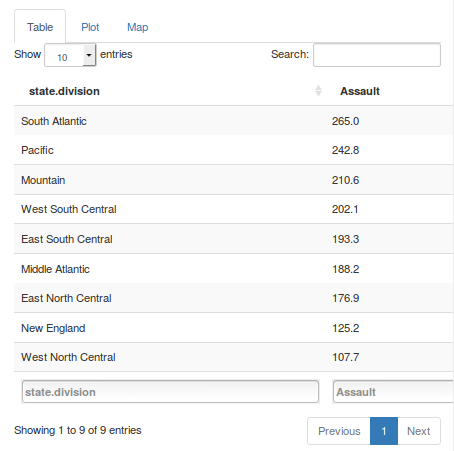 Table Plot Map
Show 10 entries Search:
state.division Assault
South Atlantic 265.0
Pacific 242.8
Mountain 210.6
West South Central 202.1
East South Central 193.3
Middle Atlantic 188.2
East North Central 176.9
New England 125.2
West North Central 107.7
state.division Assault
Showing 1 to 9 of 9 entries Previous 1 Next